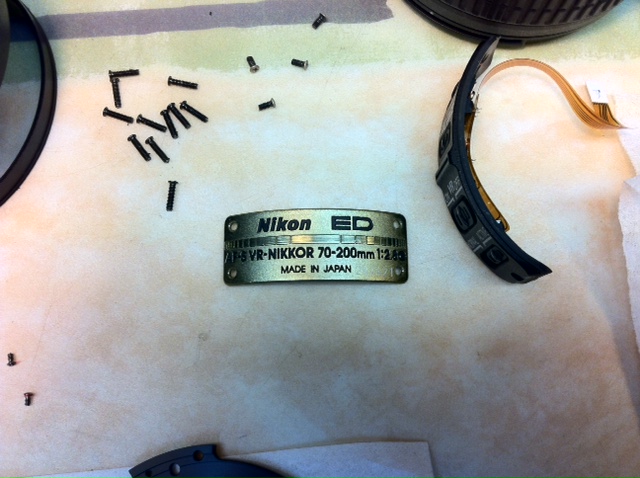 Nikon ED
VR-NIKKOR 70-200mm 1:2.8
MADE IN JAPAN